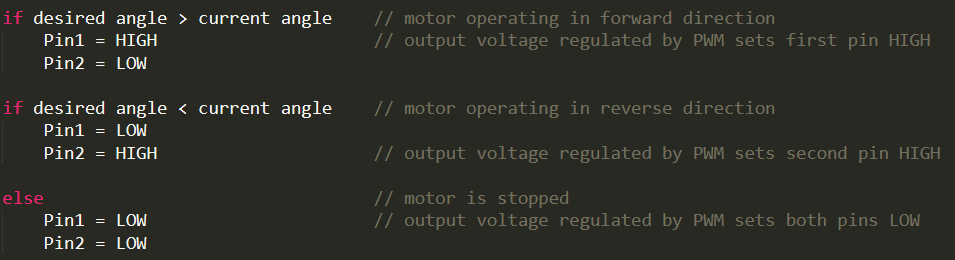 if desired angle > current angle    // motor operating in forward direction
    Pin1 = HIGH                     // output voltage regulated by PWM sets first pin HIGH
    Pin2 = LOW

if desired angle < current angle    // motor operating in reverse direction
    Pin1 = LOW
    Pin2 = HIGH                     // output voltage regulated by PWM sets second pin HIGH

else                                // motor is stopped
    Pin1 = LOW                      // output voltage regulated by PWM sets both pins LOW
    Pin2 = LOW